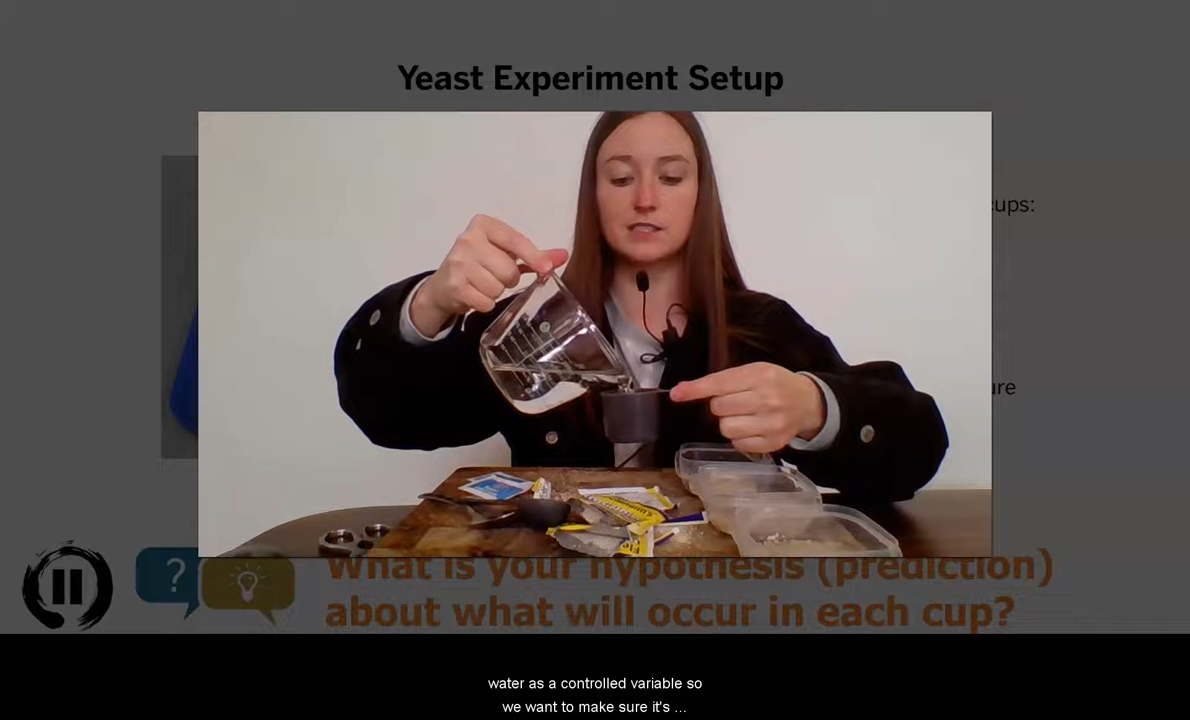 Yeast Experiment Setup
cups:
ure
?
What is your hypothesis (prediction)
about what will occur in each cup?
water as a controlled variable so
we want to make sure it's ...